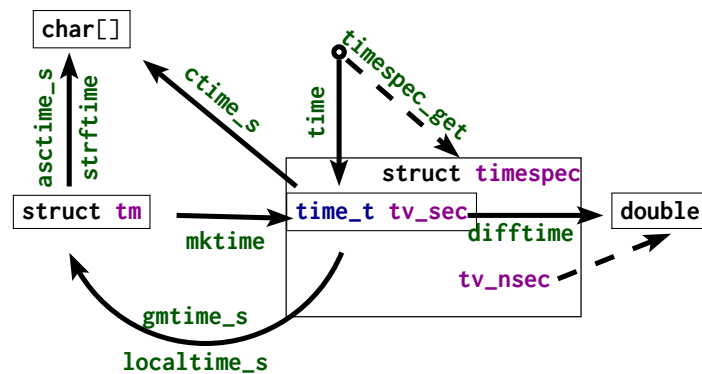 char[]
asctime_s
strftime
ctime_s
time
timespec_get
struct timespec
struct tm
time_t tv_sec
double
mktime
difftime
tv_nsec
gmtime_s
localtime_s